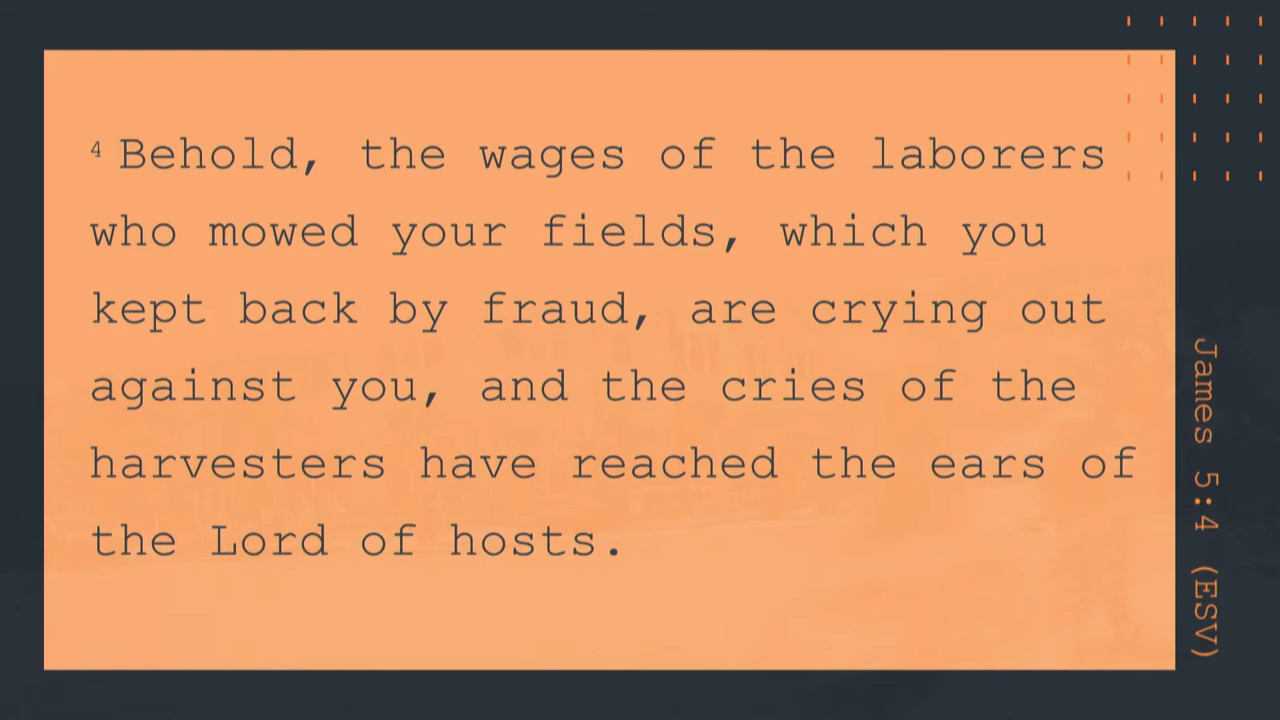 4 Behold, the wages of the laborers
who mowed your fields, which you
kept back by fraud, are crying out
against you, and the cries of the
harvesters have reached the ears of
the Lord of hosts.
James 5:4 (ESV)